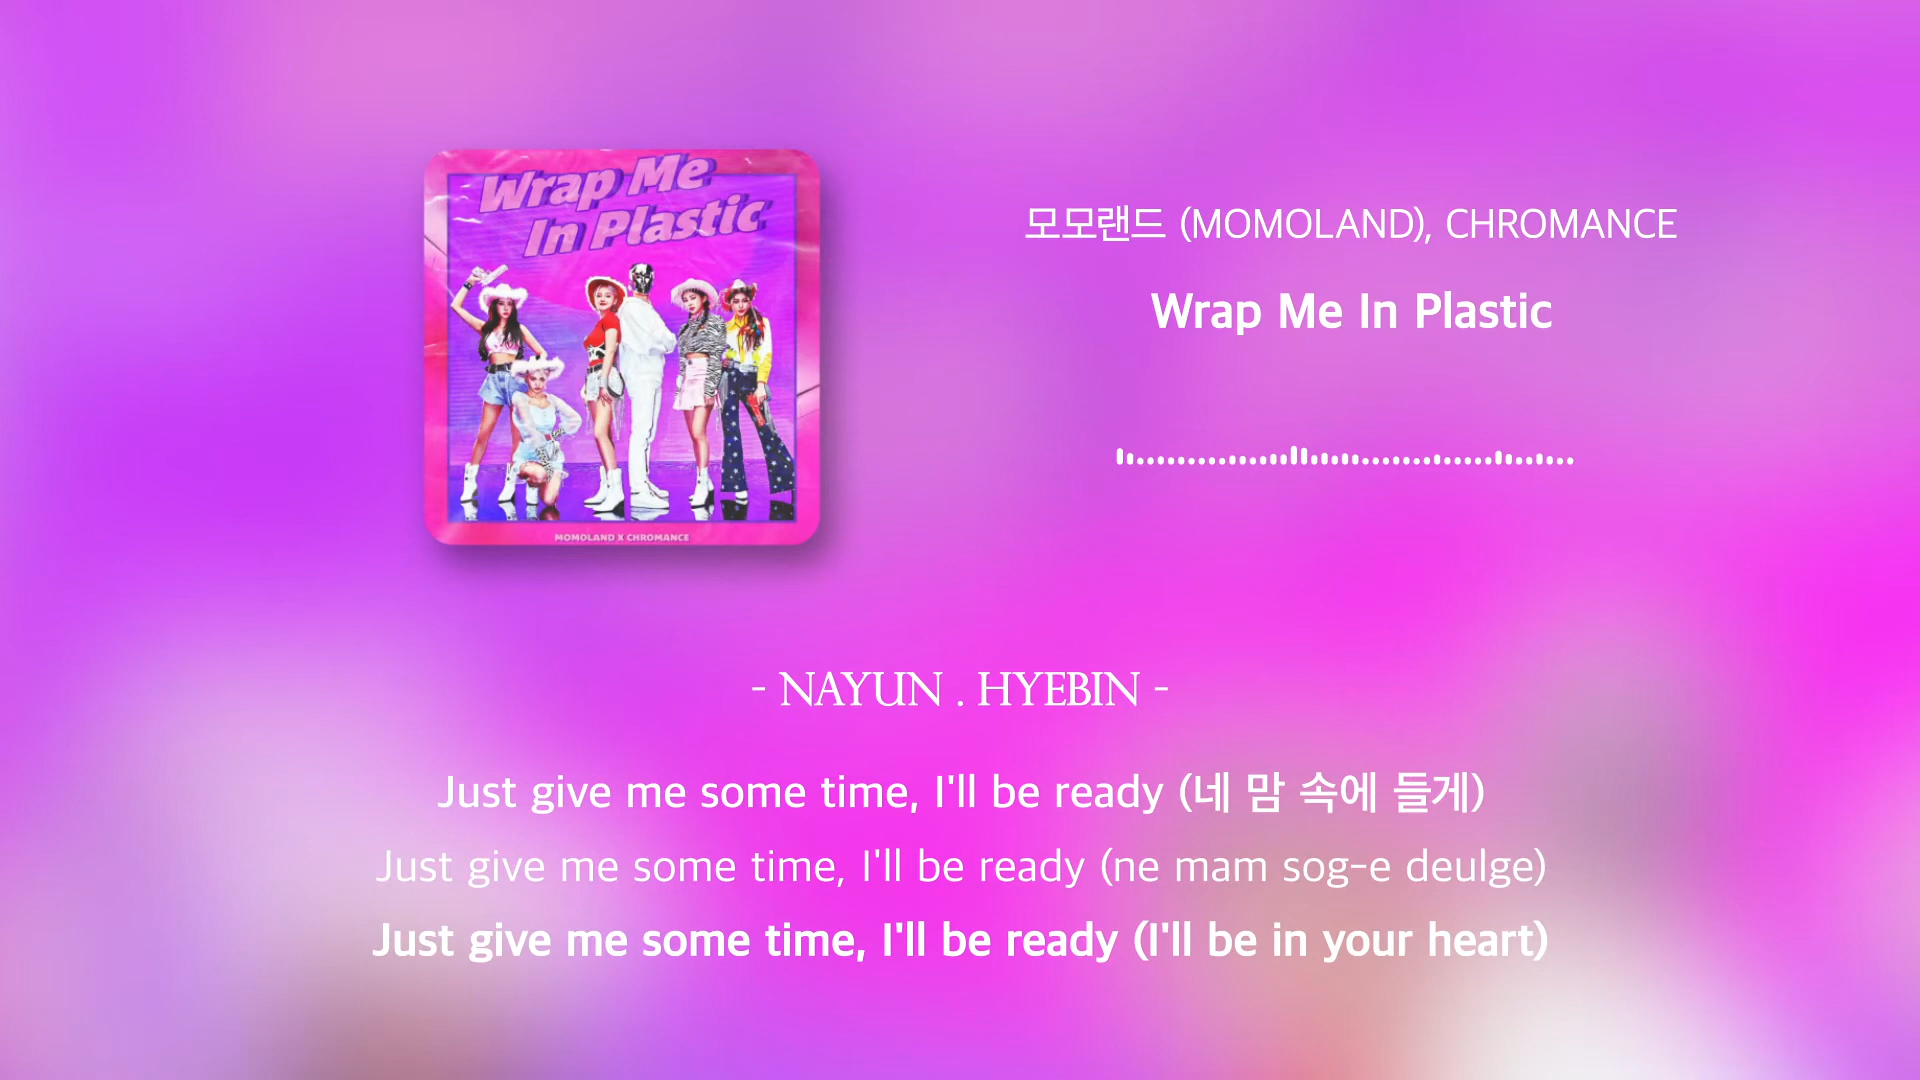 Wrap Me
In Plastic
MOMOLAND X CHROMANCE
모모랜드 (MOMOLAND), CHROMANCE
Wrap Me In Plastic
- NAYUN . HYEBIN -
Just give me some time, I'll be ready (네 맘 속에 들게)
Just give me some time, I'll be ready (ne mam sog-e deulge)
Just give me some time, I'll be ready (I'll be in your heart)